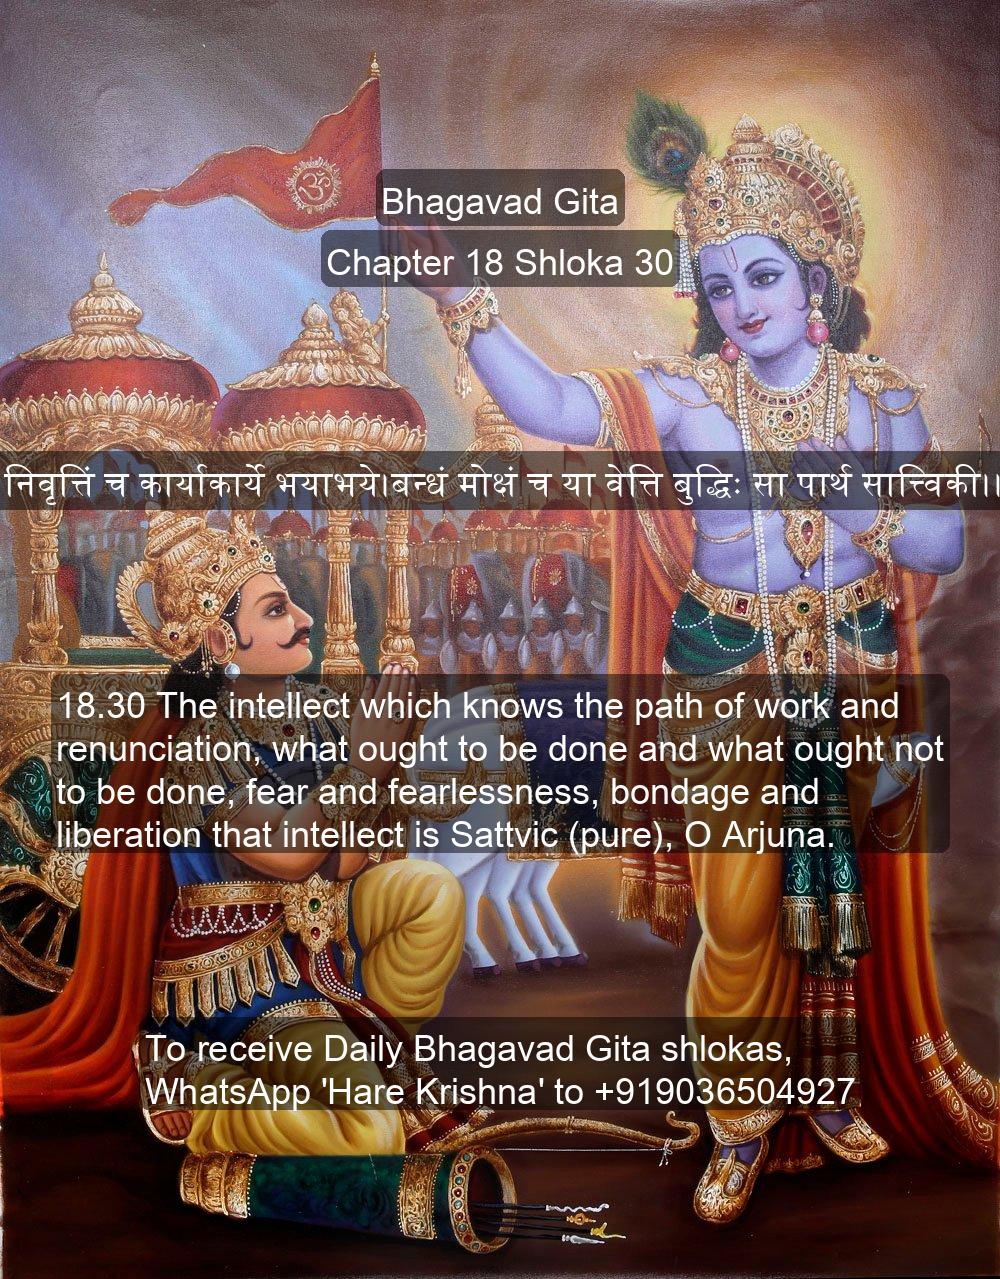 ॐ
Bhagavad Gita
Chapter 18 Shloka 30
निवृत्तिं च कार्याकार्ये भयाभये।बन्धं मोक्षं च या वेत्ति बुद्धिः सा पार्थ सात्त्विकी।।
18.30 The intellect which knows the path of work and
renunciation, what ought to be done and what ought not
to be done, fear and fearlessness, bondage and
liberation that intellect is Sattvic (pure), O Arjuna.
To receive Daily Bhagavad Gita shlokas,
WhatsApp 'Hare Krishna' to +919036504927